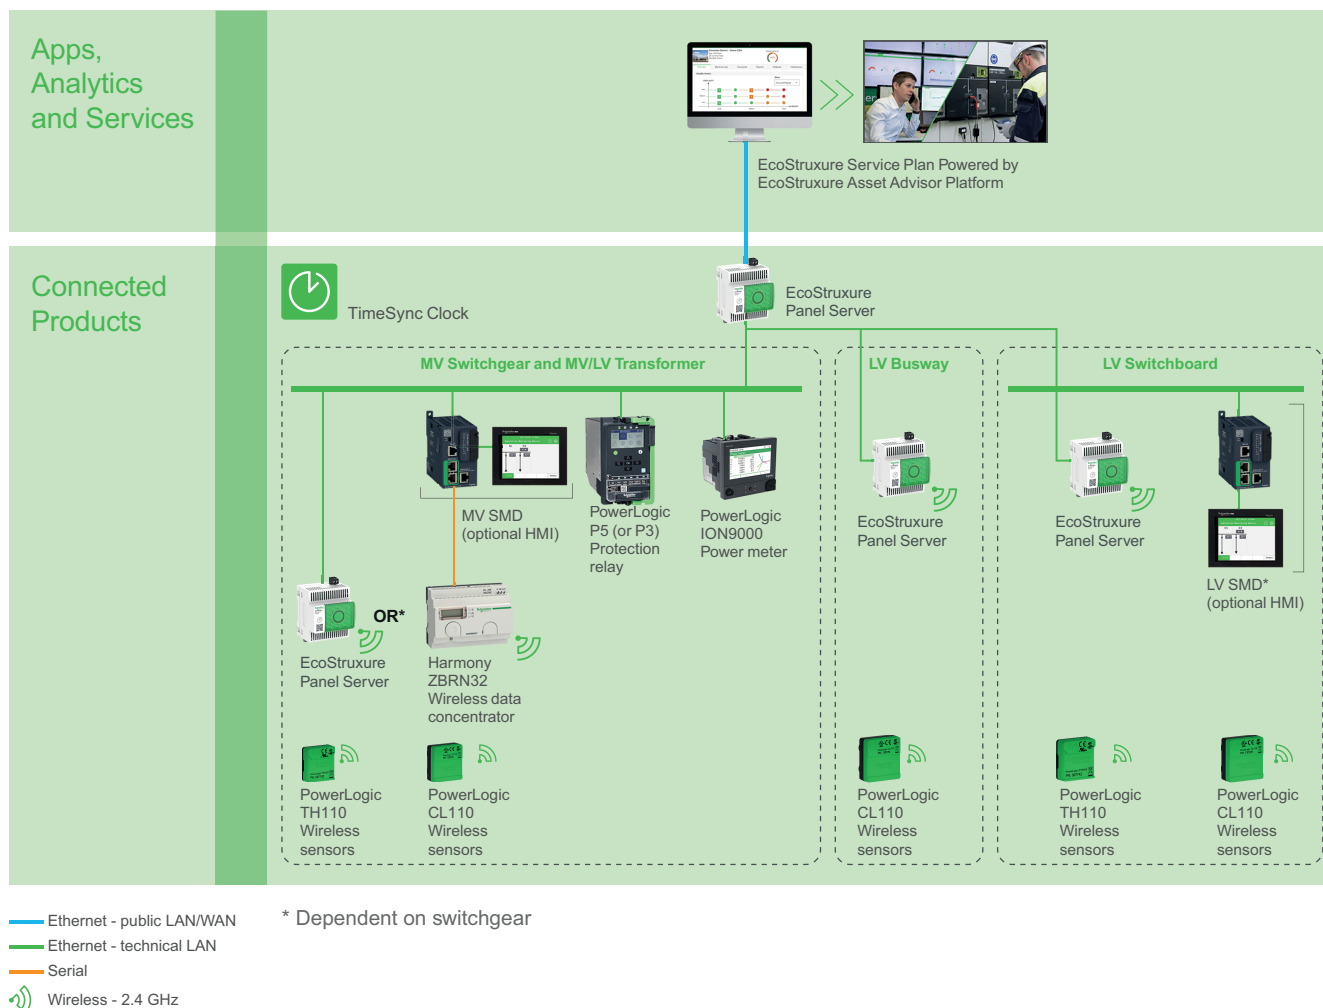 Apps,
Analytics
and Services
EcoStruxure Service Plan Powered by
EcoStruxure Asset Advisor Platform
Connected
Products
TimeSync Clock
EcoStruxure
Panel Server
MV Switchgear and MV/LV Transformer
LV Busway
LV Switchboard
MV SMD
(optional HMI)
PowerLogic
P5 (or P3)
Protection
relay
PowerLogic
ION9000
Power meter
EcoStruxure
Panel Server
EcoStruxure
Panel Server
LV SMD*
(optional HMI)
OR*
EcoStruxure
Panel Server
Harmony
ZBRN32
Wireless data
concentrator
PowerLogic
TH110
Wireless
sensors
PowerLogic
CL110
Wireless
sensors
PowerLogic
CL110
Wireless
sensors
PowerLogic
TH110
Wireless
sensors
PowerLogic
CL110
Wireless
sensors
Ethernet - public LAN/WAN
Ethernet - technical LAN
Serial
Wireless - 2.4 GHz
* Dependent on switchgear